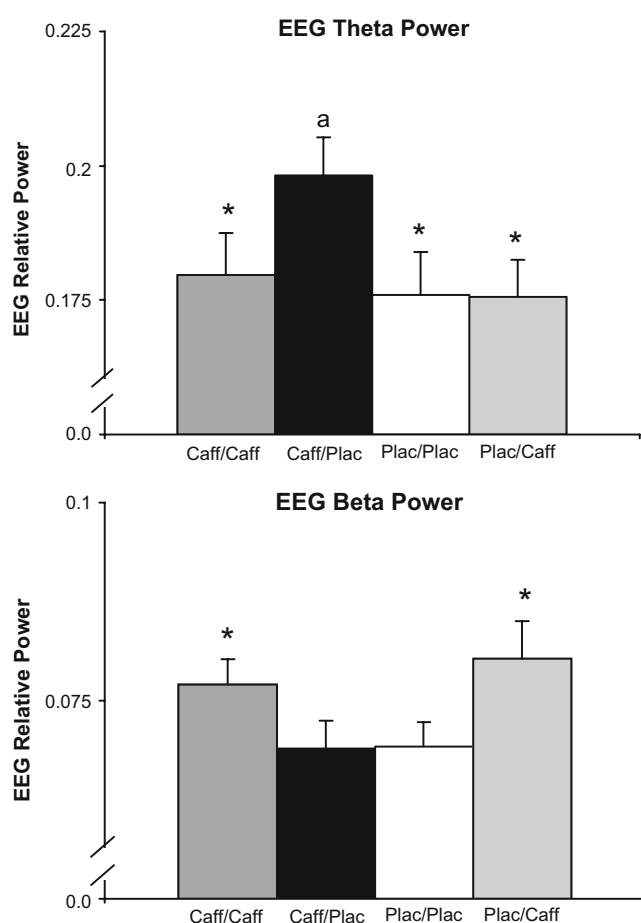 EEG Theta Power
0.225
0.2
0.175
0.0
EEG Relative Power
*
a
*
*
Caff/Caff Caff/Plac Plac/Plac Plac/Caff
EEG Beta Power
0.1
0.075
0.0
EEG Relative Power
*
*
Caff/Caff Caff/Plac Plac/Plac Plac/Caff